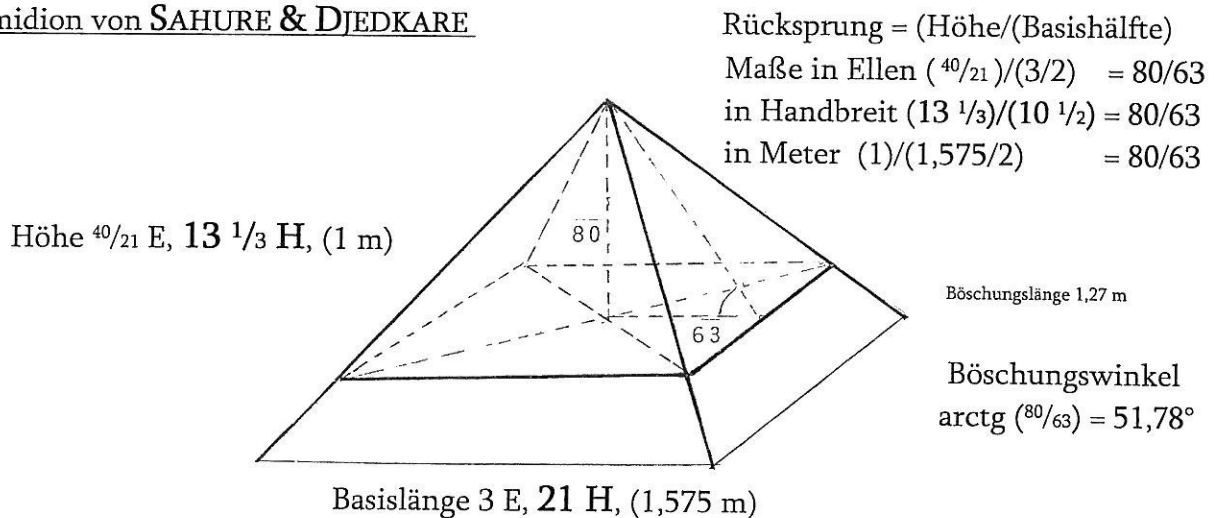 von SAHURE & DJEDKARE
Rücksprung = (Höhe/(Basishälfte)
Maße in Ellen (40/21)/(3/2) = 80/63
in Handbreit (13 1/3)/(10 1/2) = 80/63
in Meter (1)/(1,575/2) = 80/63
80
Höhe 40/21 E, 13 1/3 H, (1 m)
Böschungslänge 1,27 m
63
Böschungswinkel
arctg (80/63) = 51,78°
Basislänge 3 E, 21 H, (1,575 m)